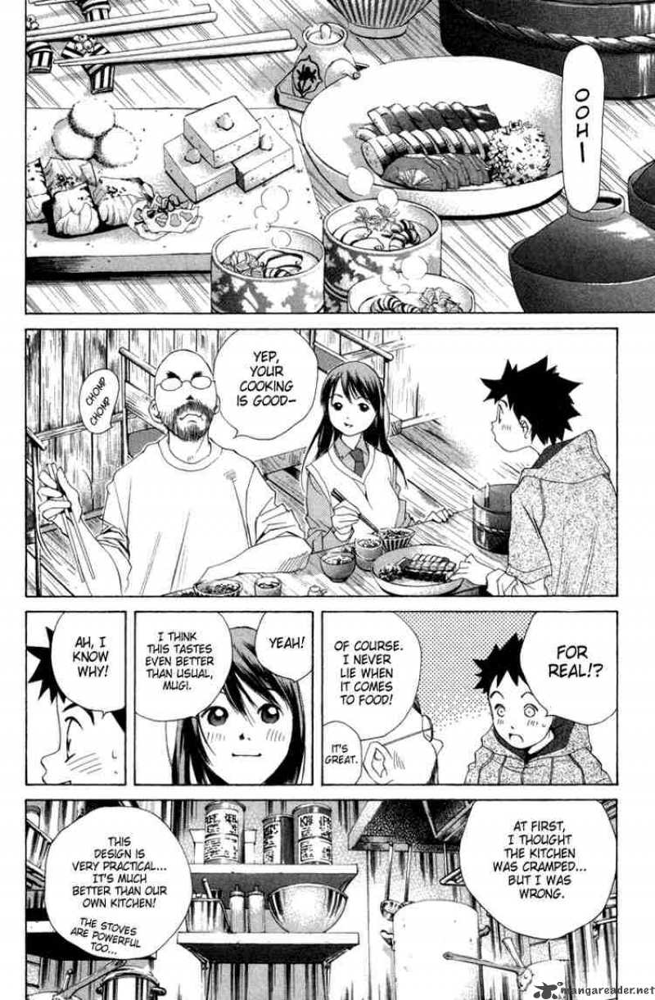 OOH!
CHOMP
CHOMP
YEP,
YOUR
COOKING
IS GOOD-
FOR
REAL!?
OF COURSE.
I NEVER
LIE WHEN
IT COMES
TO FOOD!
IT'S
GREAT.
YEAH!
I THINK
THIS TASTES
EVEN BETTER
THAN USUAL,
MUGI.
AH, I
KNOW
WHY!
AT FIRST,
I THOUGHT
THE KITCHEN
WAS CRAMPED...
BUT I WAS
WRONG.
THIS
DESIGN IS
VERY PRACTICAL...
IT'S MUCH
BETTER THAN OUR
OWN KITCHEN!
THE STOVES
ARE POWERFUL
TOO...
mangareader.net